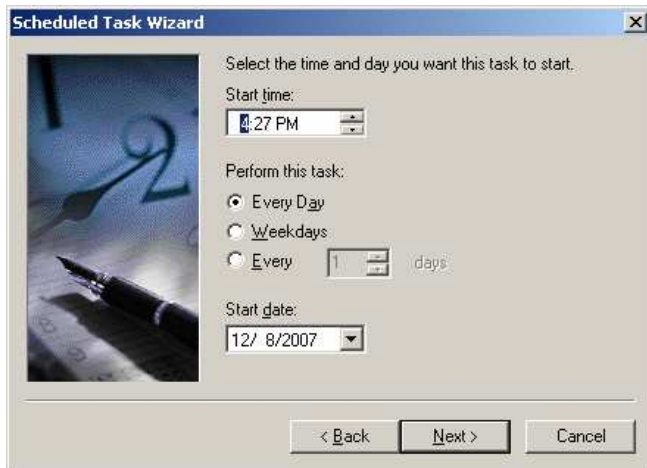 Scheduled Task Wizard
Select the time and day you want this task to start.
Start time:
4:27 PM
Perform this task:
Every Day
Weekdays
Every 1 days
Start date:
12/ 8/2007
< Back Next > Cancel